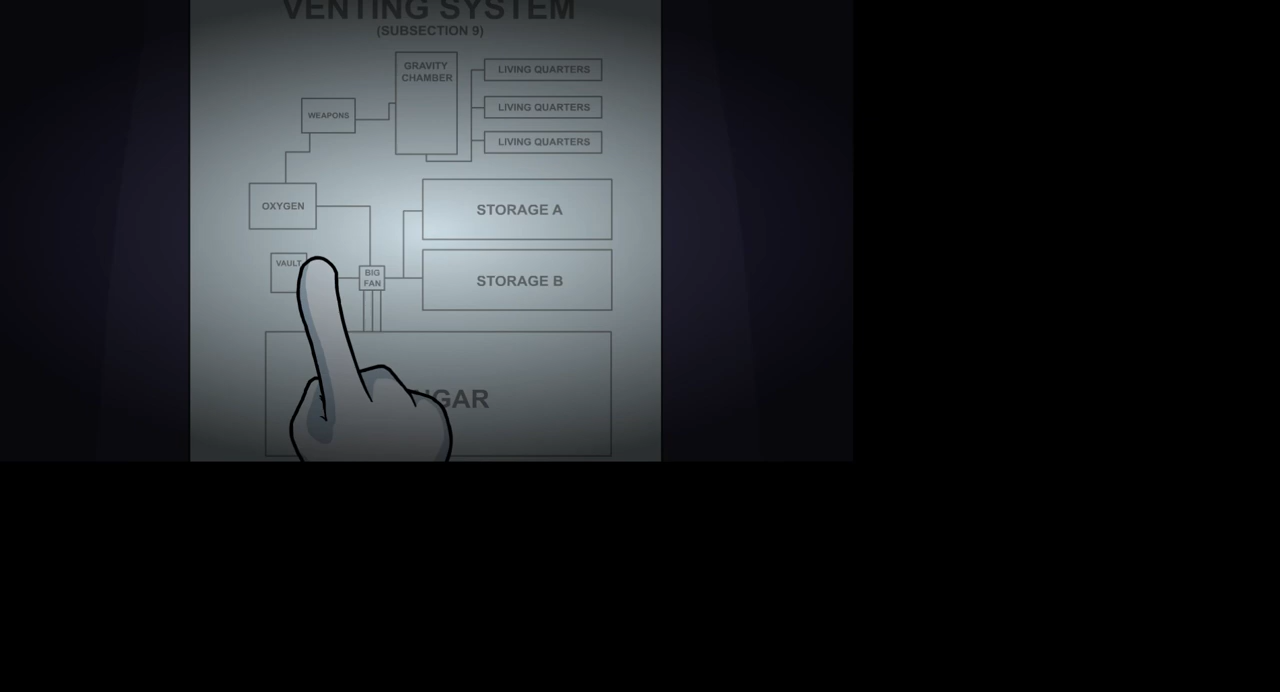 VENTING SYSTEM
(SUBSECTION 9)
GRAVITY
CHAMBER
LIVING QUARTERS
LIVING QUARTERS
LIVING QUARTERS
WEAPONS
OXYGEN
STORAGE A
VAULT
BIG
FAN
STORAGE B
GAR